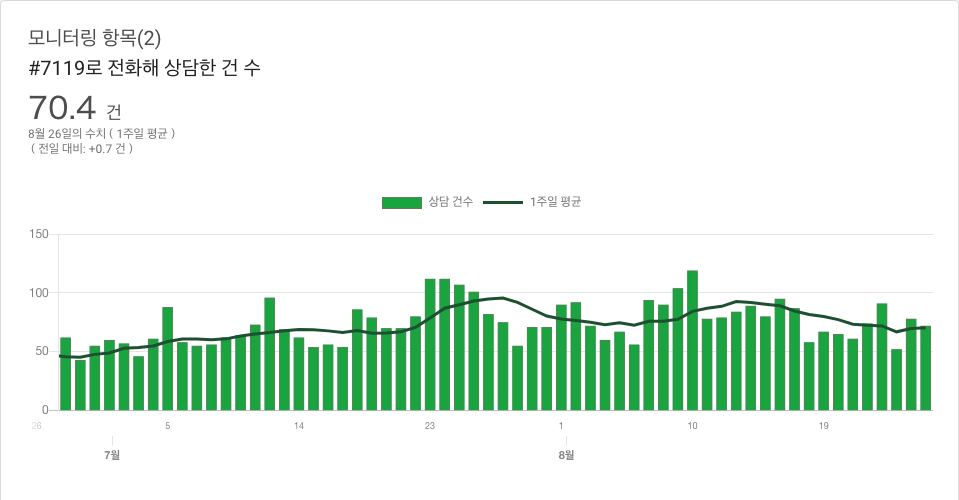 모니터링 항목(2)
#7119로 전화해 상담한 건 수
70.4 건
8월 26일의 수치 ( 1주일 평균 )
( 전일 대비: +0.7 건 )
상담 건수 1주일 평균
150
100
50
0
26 5 14 23 1 10 19
7월 8월